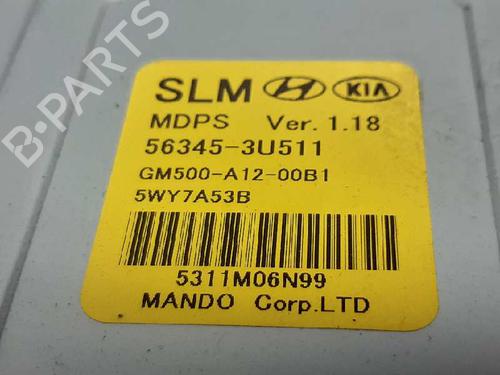 B-PARTS
SLM KIA
MDPS Ver. 1.18
56345-3U511
GM500-A12-00B1
5WY7A53B
5311M06N99
MANDO Corp.LTD